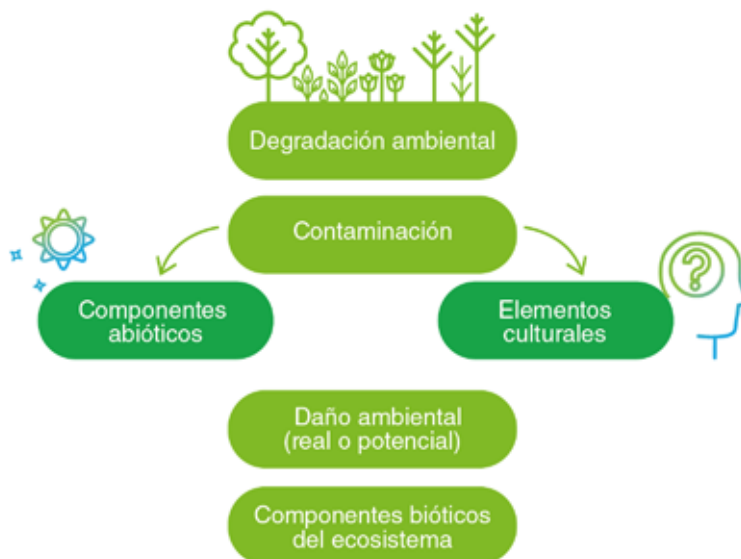 Degradación ambiental
Contaminación
Componentes
abióticos
Elementos
culturales
Daño ambiental
(real o potencial)
Componentes bióticos
del ecosistema